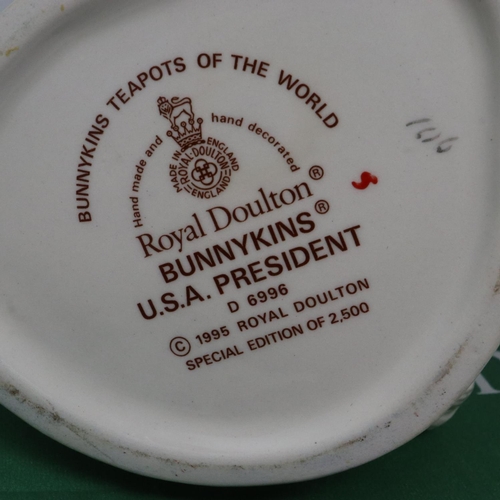 BUNNYKINS TEAPOTS OF THE WORLD
Hand made and hand decorated
MADE IN ENGLAND
ROYAL DOULTON
ENGLAND
Royal Doulton ®
BUNNYKINS ®
U.S.A. PRESIDENT
D 6996
© 1995 ROYAL DOULTON
SPECIAL EDITION OF 2,500